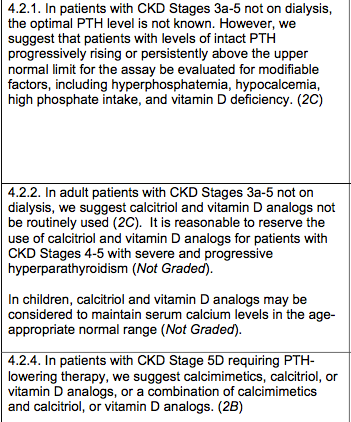 4.2.1. In patients with CKD Stages 3a-5 not on dialysis,
the optimal PTH level is not known. However, we
suggest that patients with levels of intact PTH
progressively rising or persistently above the upper
normal limit for the assay be evaluated for modifiable
factors, including hyperphosphatemia, hypocalcemia,
high phosphate intake, and vitamin D deficiency. (2C)
4.2.2. In adult patients with CKD Stages 3a-5 not on
dialysis, we suggest calcitriol and vitamin D analogs not
be routinely used (2C).  It is reasonable to reserve the
use of calcitriol and vitamin D analogs for patients with
CKD Stages 4-5 with severe and progressive
hyperparathyroidism (Not Graded).
In children, calcitriol and vitamin D analogs may be
considered to maintain serum calcium levels in the age-
appropriate normal range (Not Graded).
4.2.4. In patients with CKD Stage 5D requiring PTH-
lowering therapy, we suggest calcimimetics, calcitriol, or
vitamin D analogs, or a combination of calcimimetics
and calcitriol, or vitamin D analogs. (2B)